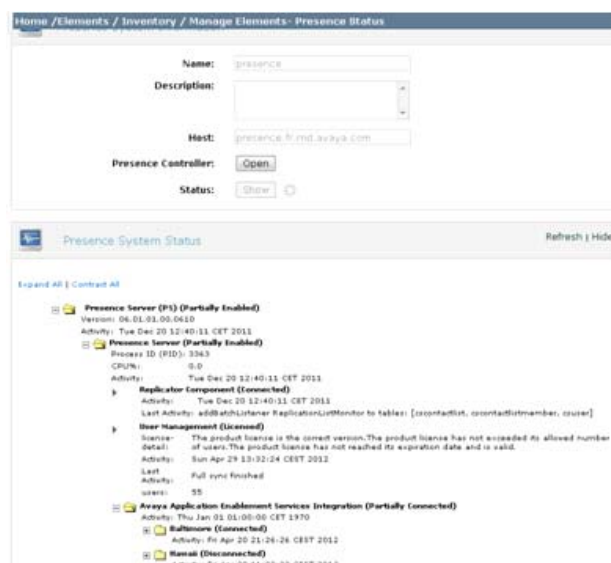 Home /Elements / Inventory / Manage Elements- Presence Status
Name: presence
Description:
Host: presence.fr.rnd.avaya.com
Presence Controller: Open
Status: Show
Presence System Status
Refresh | Hide
Expand All | Contract All
Presence Server (PS) (Partially Enabled)
Version: 06.01.01.00.0610
Activity: Tue Dec 20 12:40:11 CET 2011
Presence Server (Partially Enabled)
Process ID (PID): 3363
CPU%: 0.0
Activity: Tue Dec 20 12:40:11 CET 2011
Replicator Component (Connected)
Activity: Tue Dec 20 12:40:11 CET 2011
Last Activity: addBatchListener ReplicationListMonitor to tables: [cscontactlist, cscontactlistmember, csuser]
User Management (Licensed)
license-detail: The product license is the correct version.The product license has not exceeded its allowed number
of users.The product license has not reached its expiration date and is valid.
Activity: Sun Apr 29 13:32:24 CEST 2012
Last Activity: Full sync finished
users: 55
Avaya Application Enablement Services Integration (Partially Connected)
Activity: Thu Jan 01 01:00:00 CET 1970
Baltimore (Connected)
Activity: Fri Apr 20 21:26:26 CEST 2012
Hawaii (Disconnected)